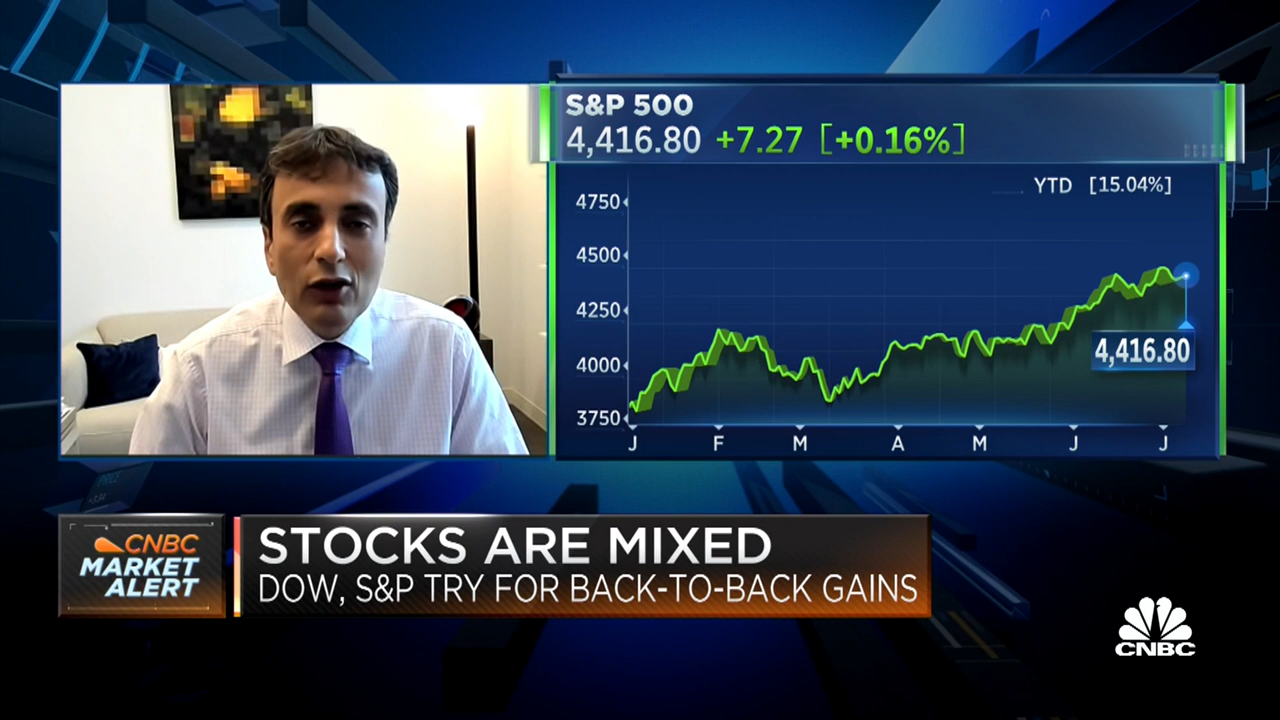 S&P 500
4,416.80 +7.27 [+0.16%]
YTD [15.04%]
4750
4500
4250
4000
3750
4,416.80
J F M A M J J
CNBC
MARKET
ALERT
STOCKS ARE MIXED
DOW, S&P TRY FOR BACK-TO-BACK GAINS
CNBC